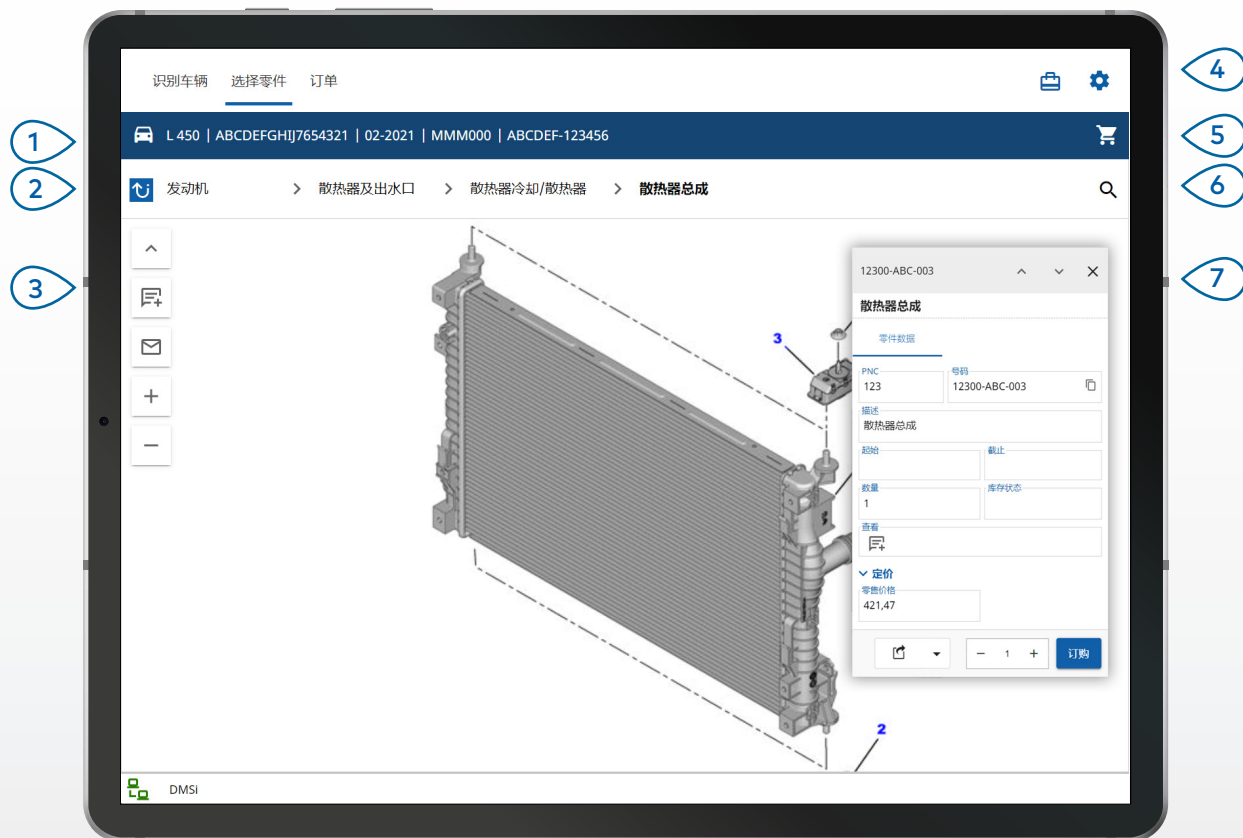 识别车辆 选择零件 订单
4
1
L 450 | ABCDEFGHIJ7654321 | 02-2021 | MMM000 | ABCDEF-123456
5
2
发动机 > 散热器及出水口 > 散热器冷却/散热器 > 散热器总成
6
3
7
12300-ABC-003
散热器总成
零件数据
3
PNC
123
号码
12300-ABC-003
描述
散热器总成
起始
截止
数量
1
库存状态
查看
定价
零售价格
421,47
− 1 + 订购
2
DMSi